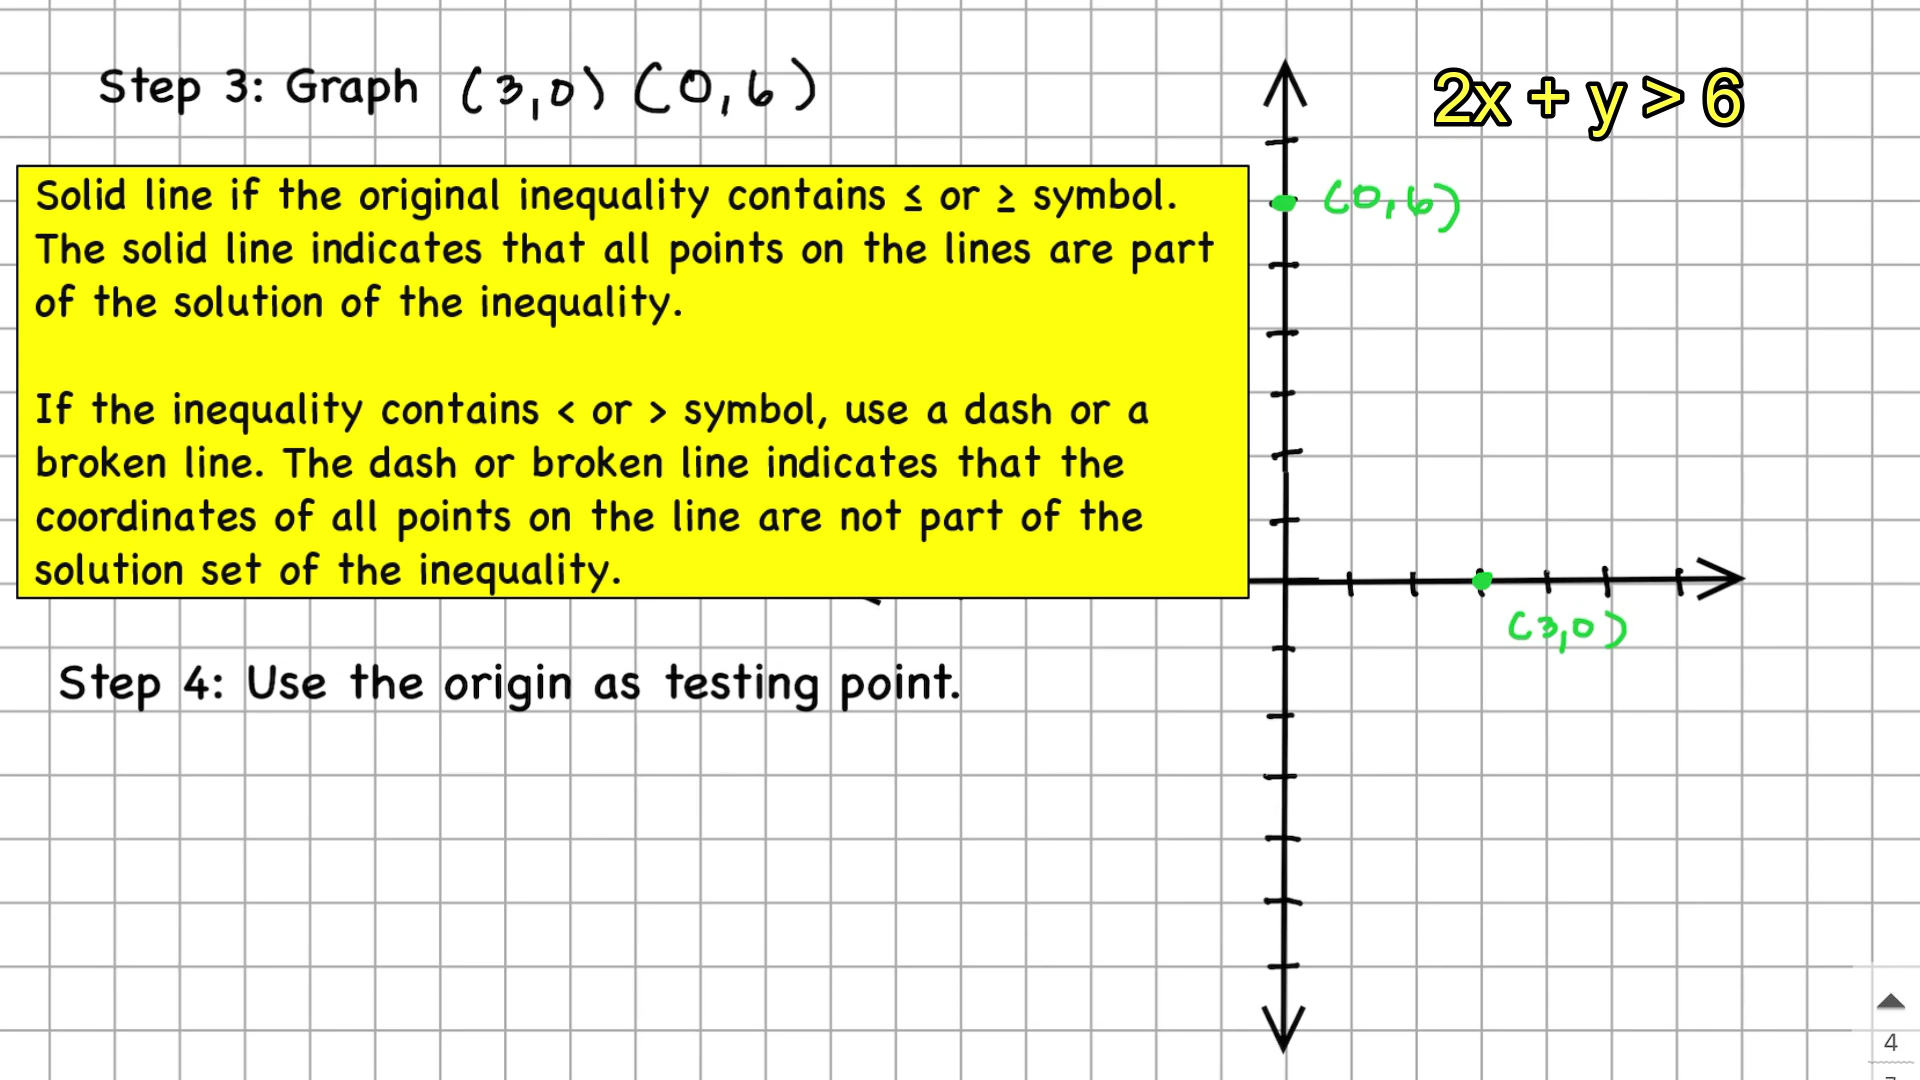 Step 3: Graph (3,0) (0,6)
2x + y > 6
Solid line if the original inequality contains ≤ or ≥ symbol.
The solid line indicates that all points on the lines are part
of the solution of the inequality.
If the inequality contains < or > symbol, use a dash or a
broken line. The dash or broken line indicates that the
coordinates of all points on the line are not part of the
solution set of the inequality.
(0,6)
(3,0)
Step 4: Use the origin as testing point.
4